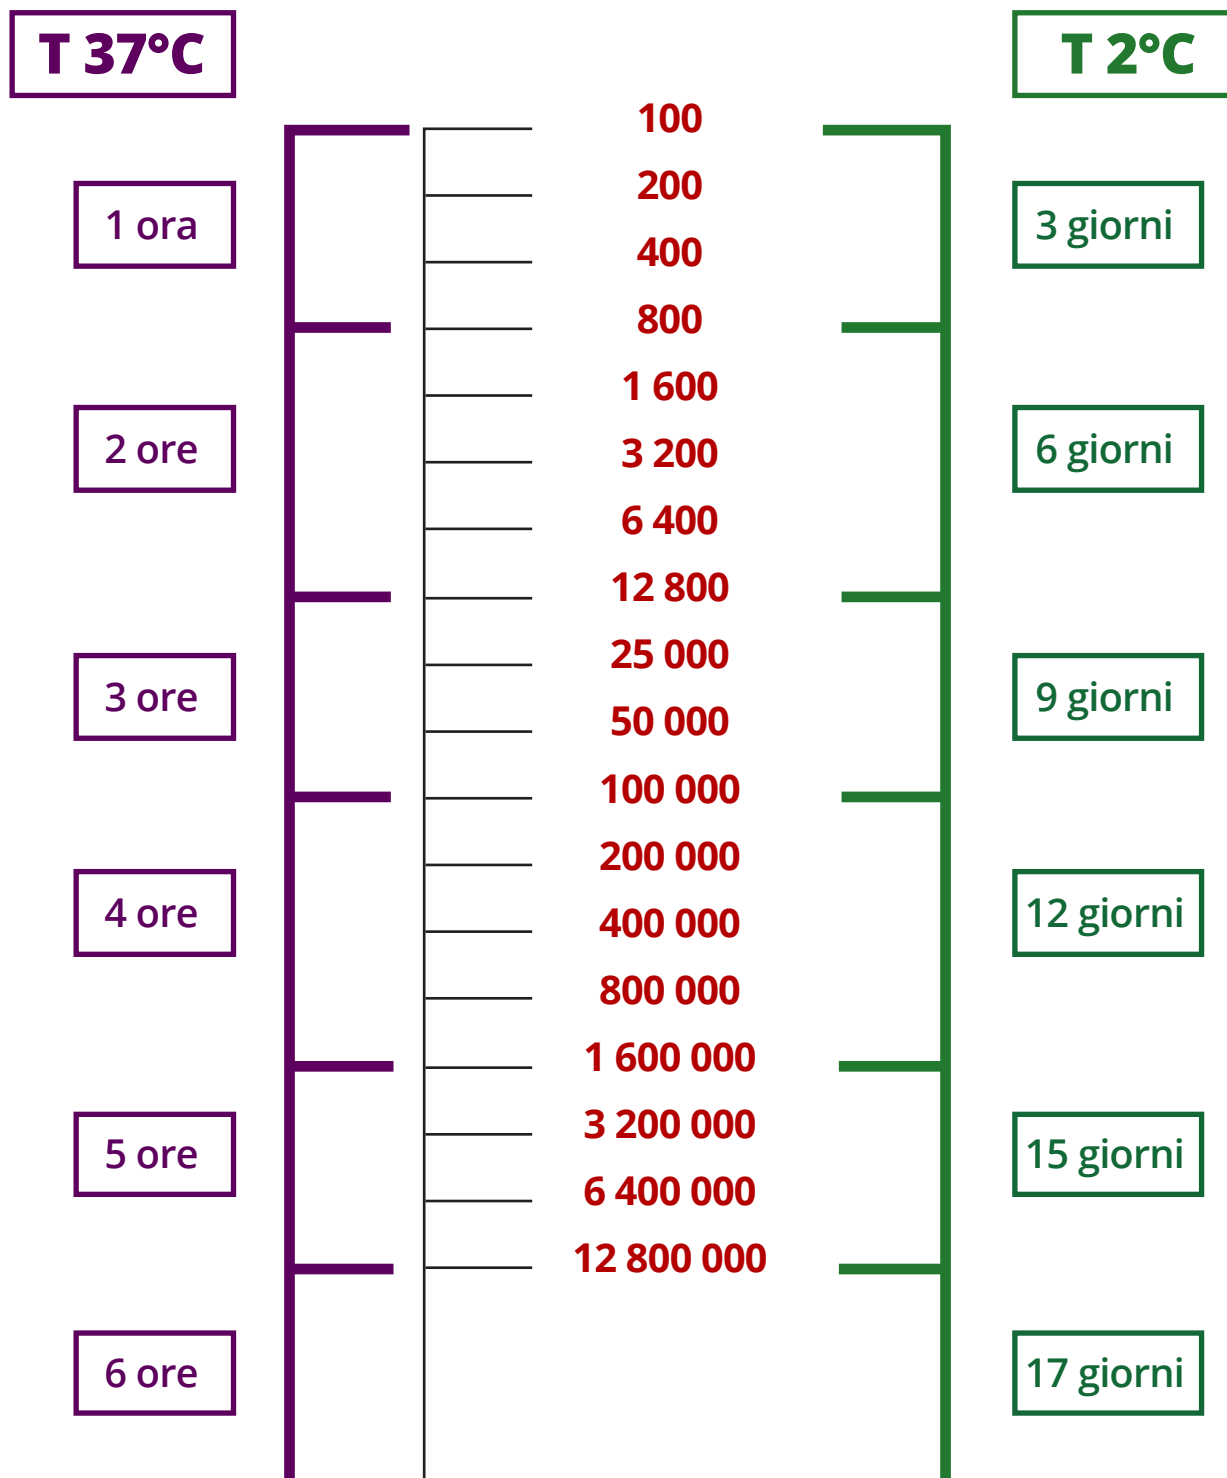 T 37°C
T 2°C
100
200
1 ora
3 giorni
400
800
1 600
2 ore
3 200
6 giorni
6 400
12 800
25 000
3 ore
9 giorni
50 000
100 000
200 000
4 ore
400 000
12 giorni
800 000
1 600 000
3 200 000
5 ore
15 giorni
6 400 000
12 800 000
6 ore
17 giorni